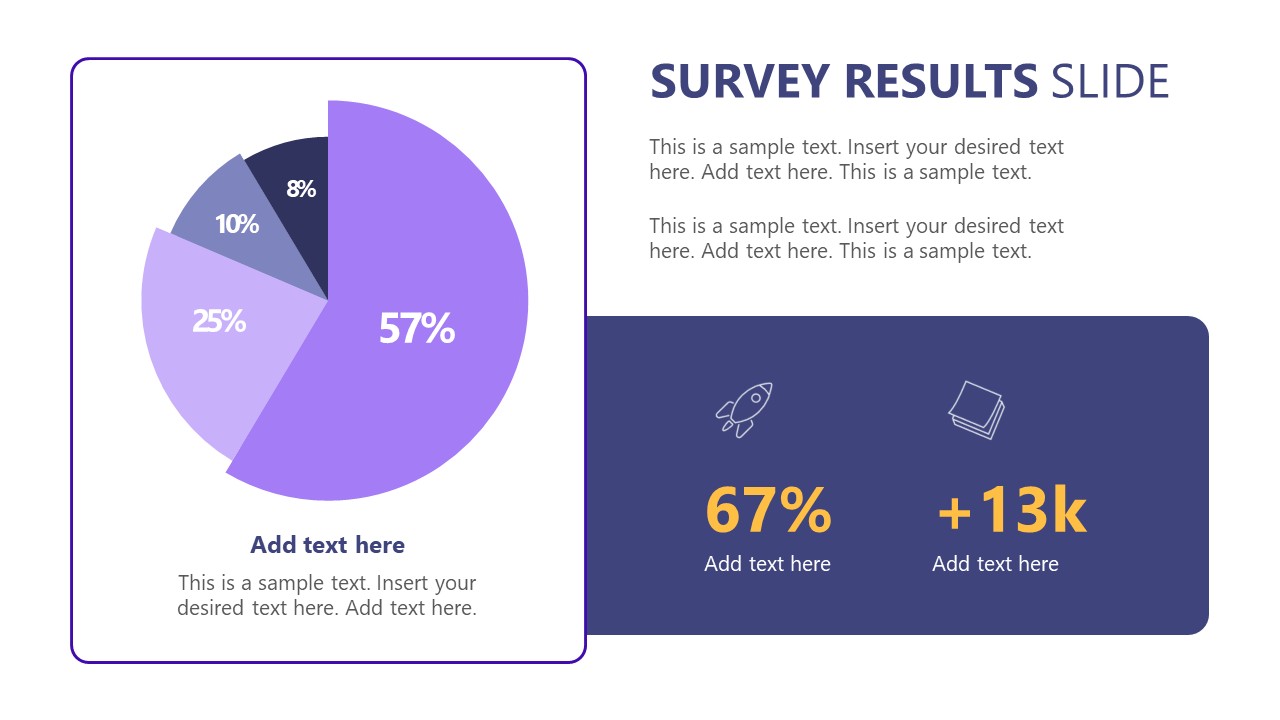 SURVEY RESULTS SLIDE
This is a sample text. Insert your desired text
here. Add text here. This is a sample text.
This is a sample text. Insert your desired text
here. Add text here. This is a sample text.
8%
10%
25%
57%
Add text here
This is a sample text. Insert your
desired text here. Add text here.
67%
Add text here
+13k
Add text here